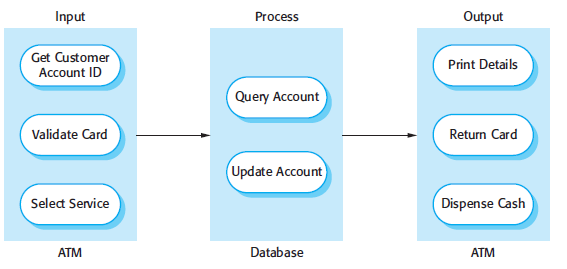 Input
Process
Output
Get Customer
Account ID
Validate Card
Select Service
Query Account
Update Account
Print Details
Return Card
Dispense Cash
ATM
Database
ATM